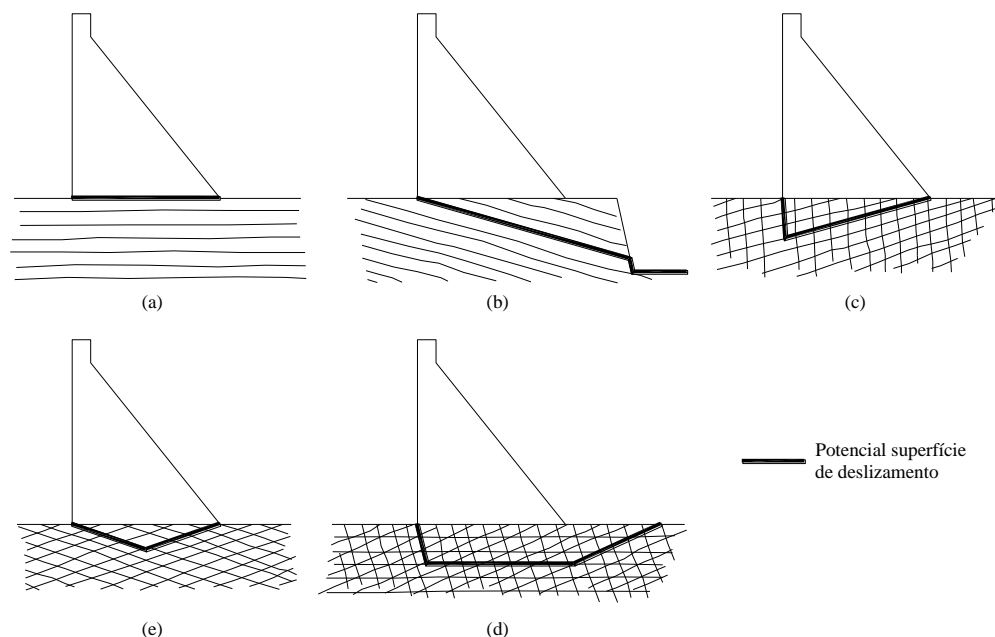 (a)
(b)
(c)
Potencial superfície
de deslizamento
(e)
(d)